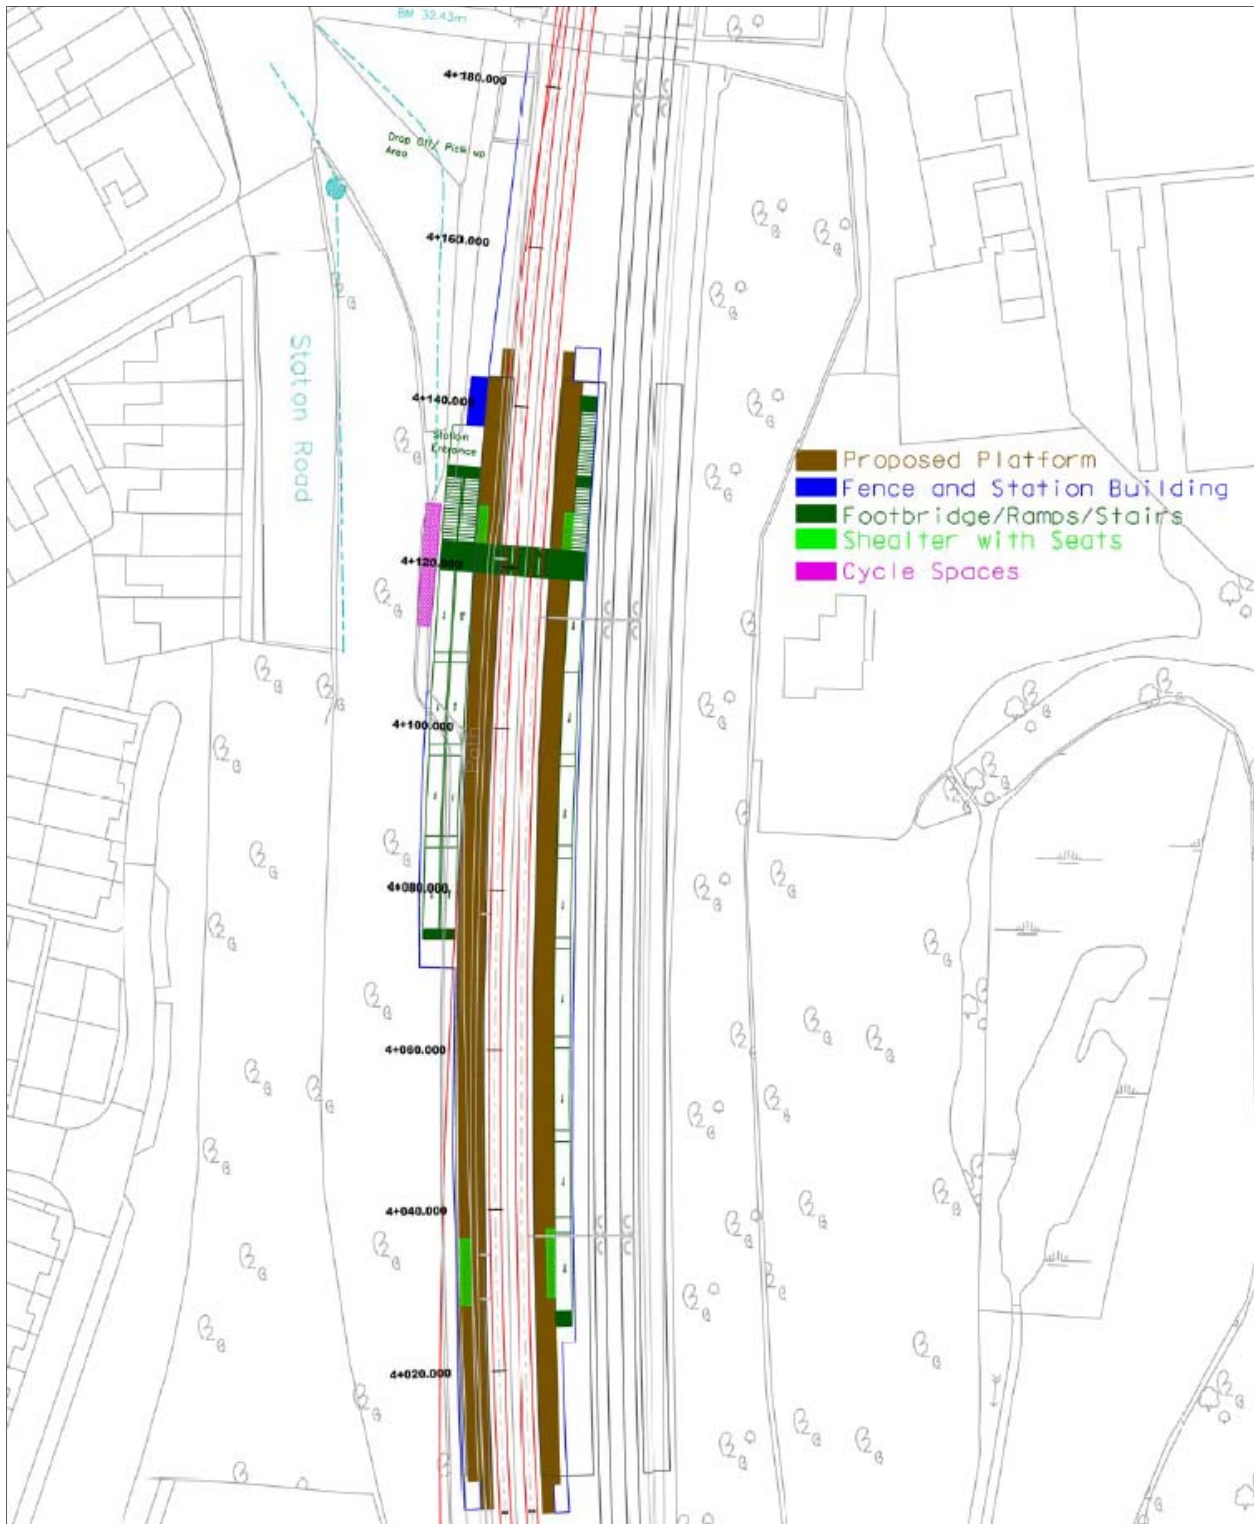 BM 30.43m
4+180.000
Drop Off/ Pick up
Area
4+160.000
Staton Road
4+140.000
Station
Entrance
Proposed Platform
Fence and Station Building
Footbridge/Ramps/Stairs
Shealter with Seats
Cycle Spaces
4+120.000
4+100.000
Path
4+080.000
4+060.000
4+040.000
4+020.000